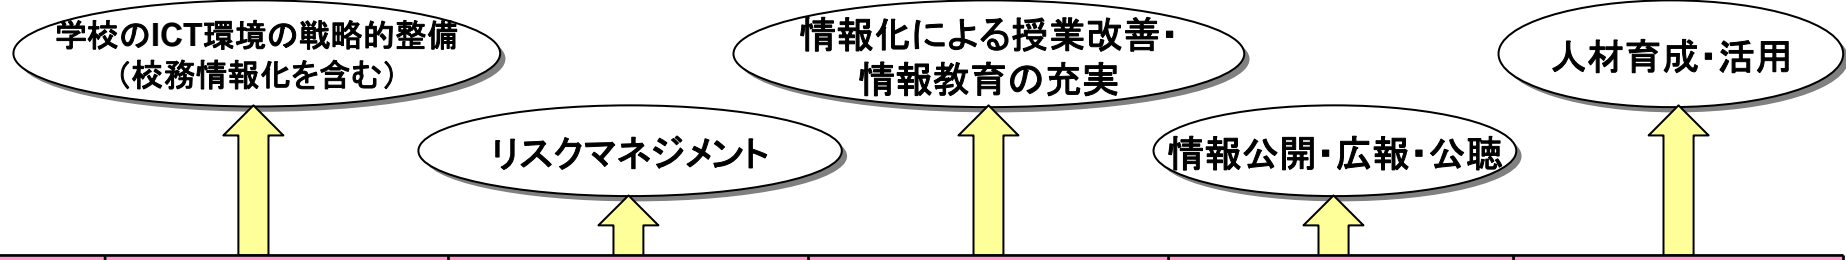 学校のICT環境の戦略的整備
（校務情報化を含む）
リスクマネジメント
情報化による授業改善・
情報教育の充実
情報公開・広報・公聴
人材育成・活用